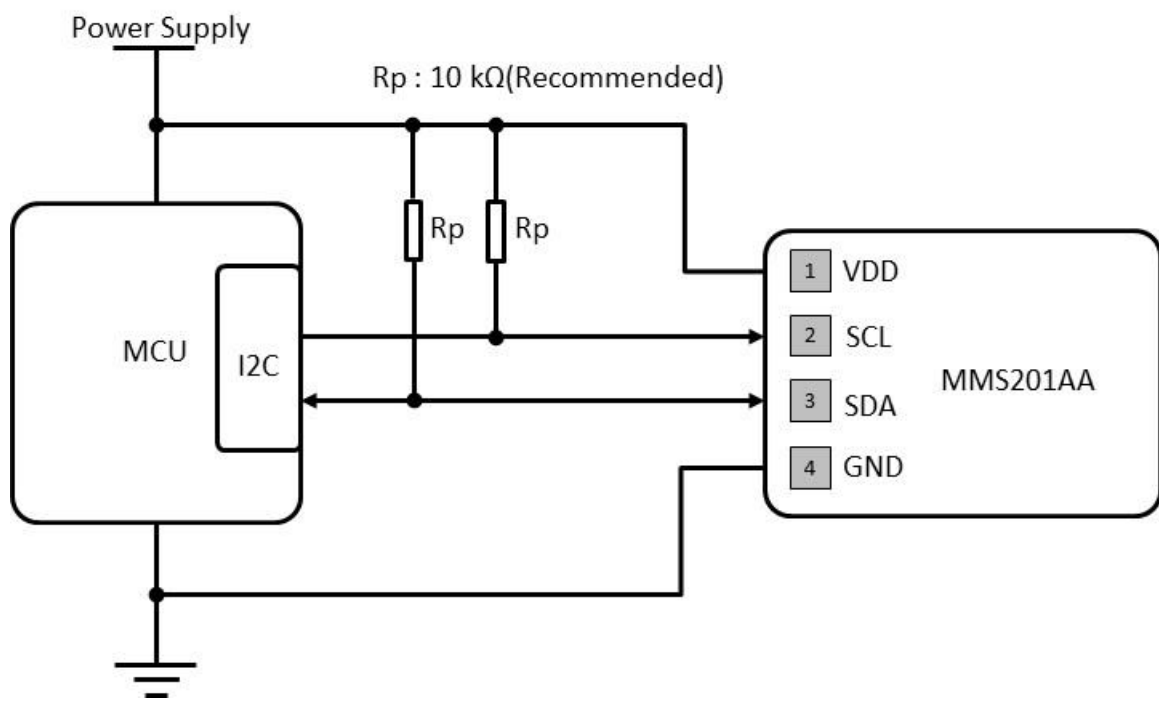 Power Supply
Rp : 10 kΩ(Recommended)
Rp
Rp
MCU
I2C
1 VDD
2 SCL
3 SDA
4 GND
MMS201AA